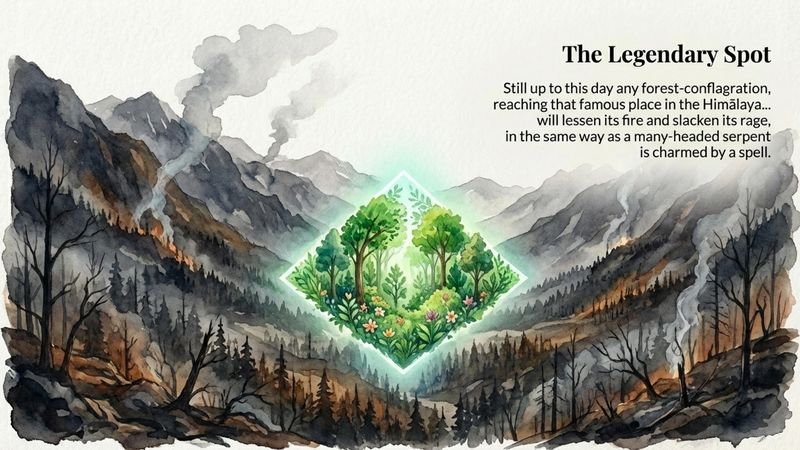 The Legendary Spot
Still up to this day any forest-conflagration,
reaching that famous place in the Himālaya...
will lessen its fire and slacken its rage,
in the same way as a many-headed serpent
is charmed by a spell.